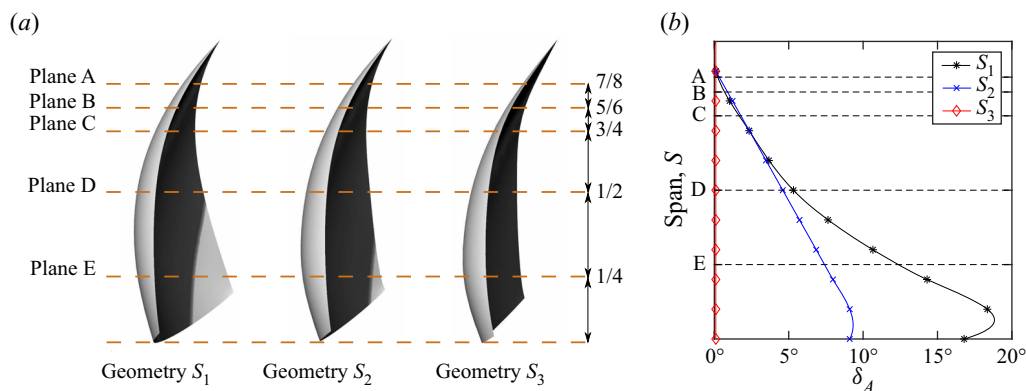 (a)
Plane A
Plane B
Plane C
Plane D
Plane E
7/8
5/6
3/4
1/2
1/4
Geometry S1
Geometry S2
Geometry S3
(b)
S1
S2
S3
A
B
C
D
E
Span, S
0°
5°
10°
15°
20°
δA